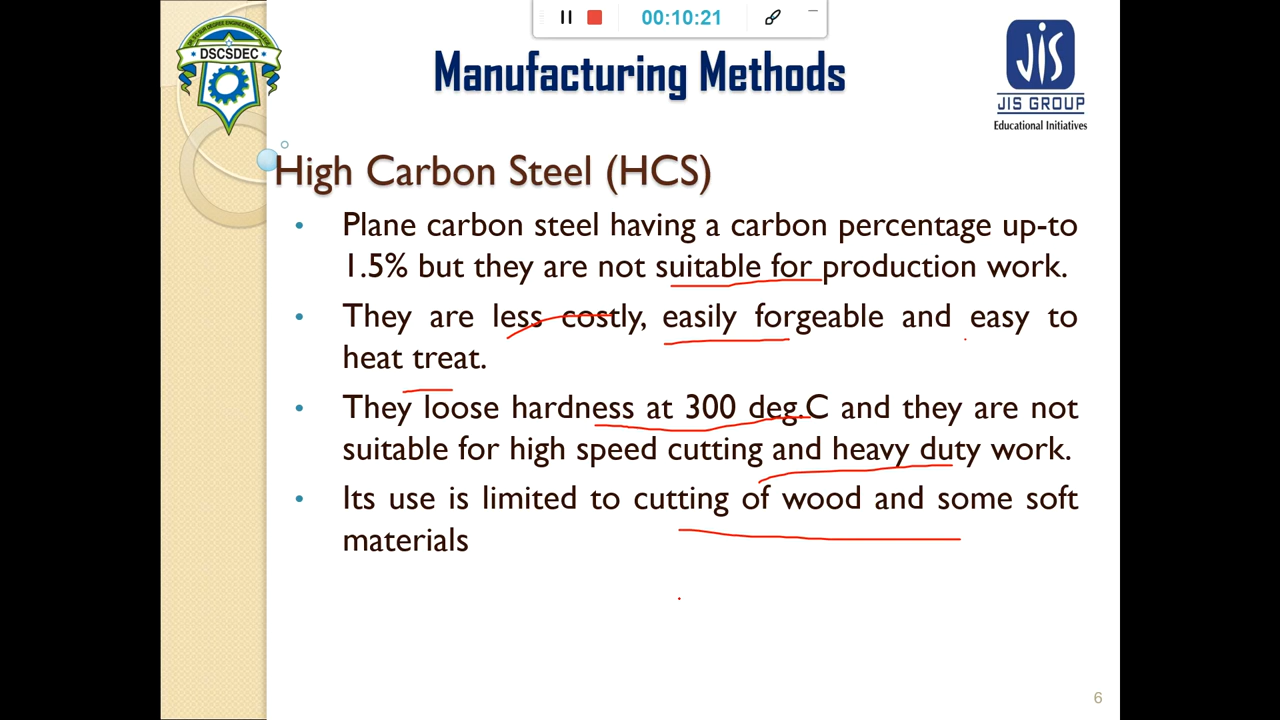 00:10:21
DSCSDEC
Manufacturing Methods
JIS
JIS GROUP
Educational Initiatives
High Carbon Steel (HCS)
• Plane carbon steel having a carbon percentage up-to
1.5% but they are not suitable for production work.
• They are less costly, easily forgeable and easy to
heat treat.
• They loose hardness at 300 deg.C and they are not
suitable for high speed cutting and heavy duty work.
• Its use is limited to cutting of wood and some soft
materials
6